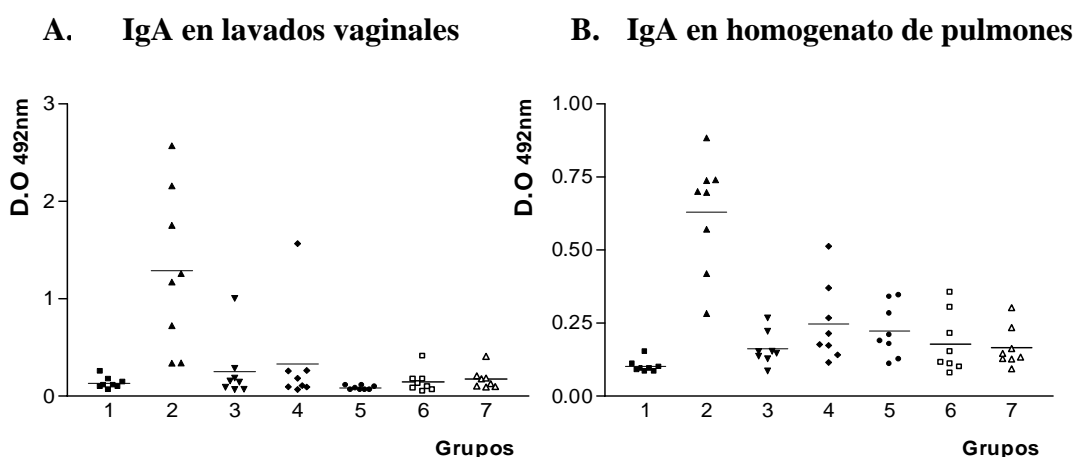 A. IgA en lavados vaginales
D.O 492nm
3
2
1
0
1 2 3 4 5 6 7
Grupos
B. IgA en homogenato de pulmones
D.O 492nm
1.00
0.75
0.50
0.25
0.00
1 2 3 4 5 6 7
Grupos